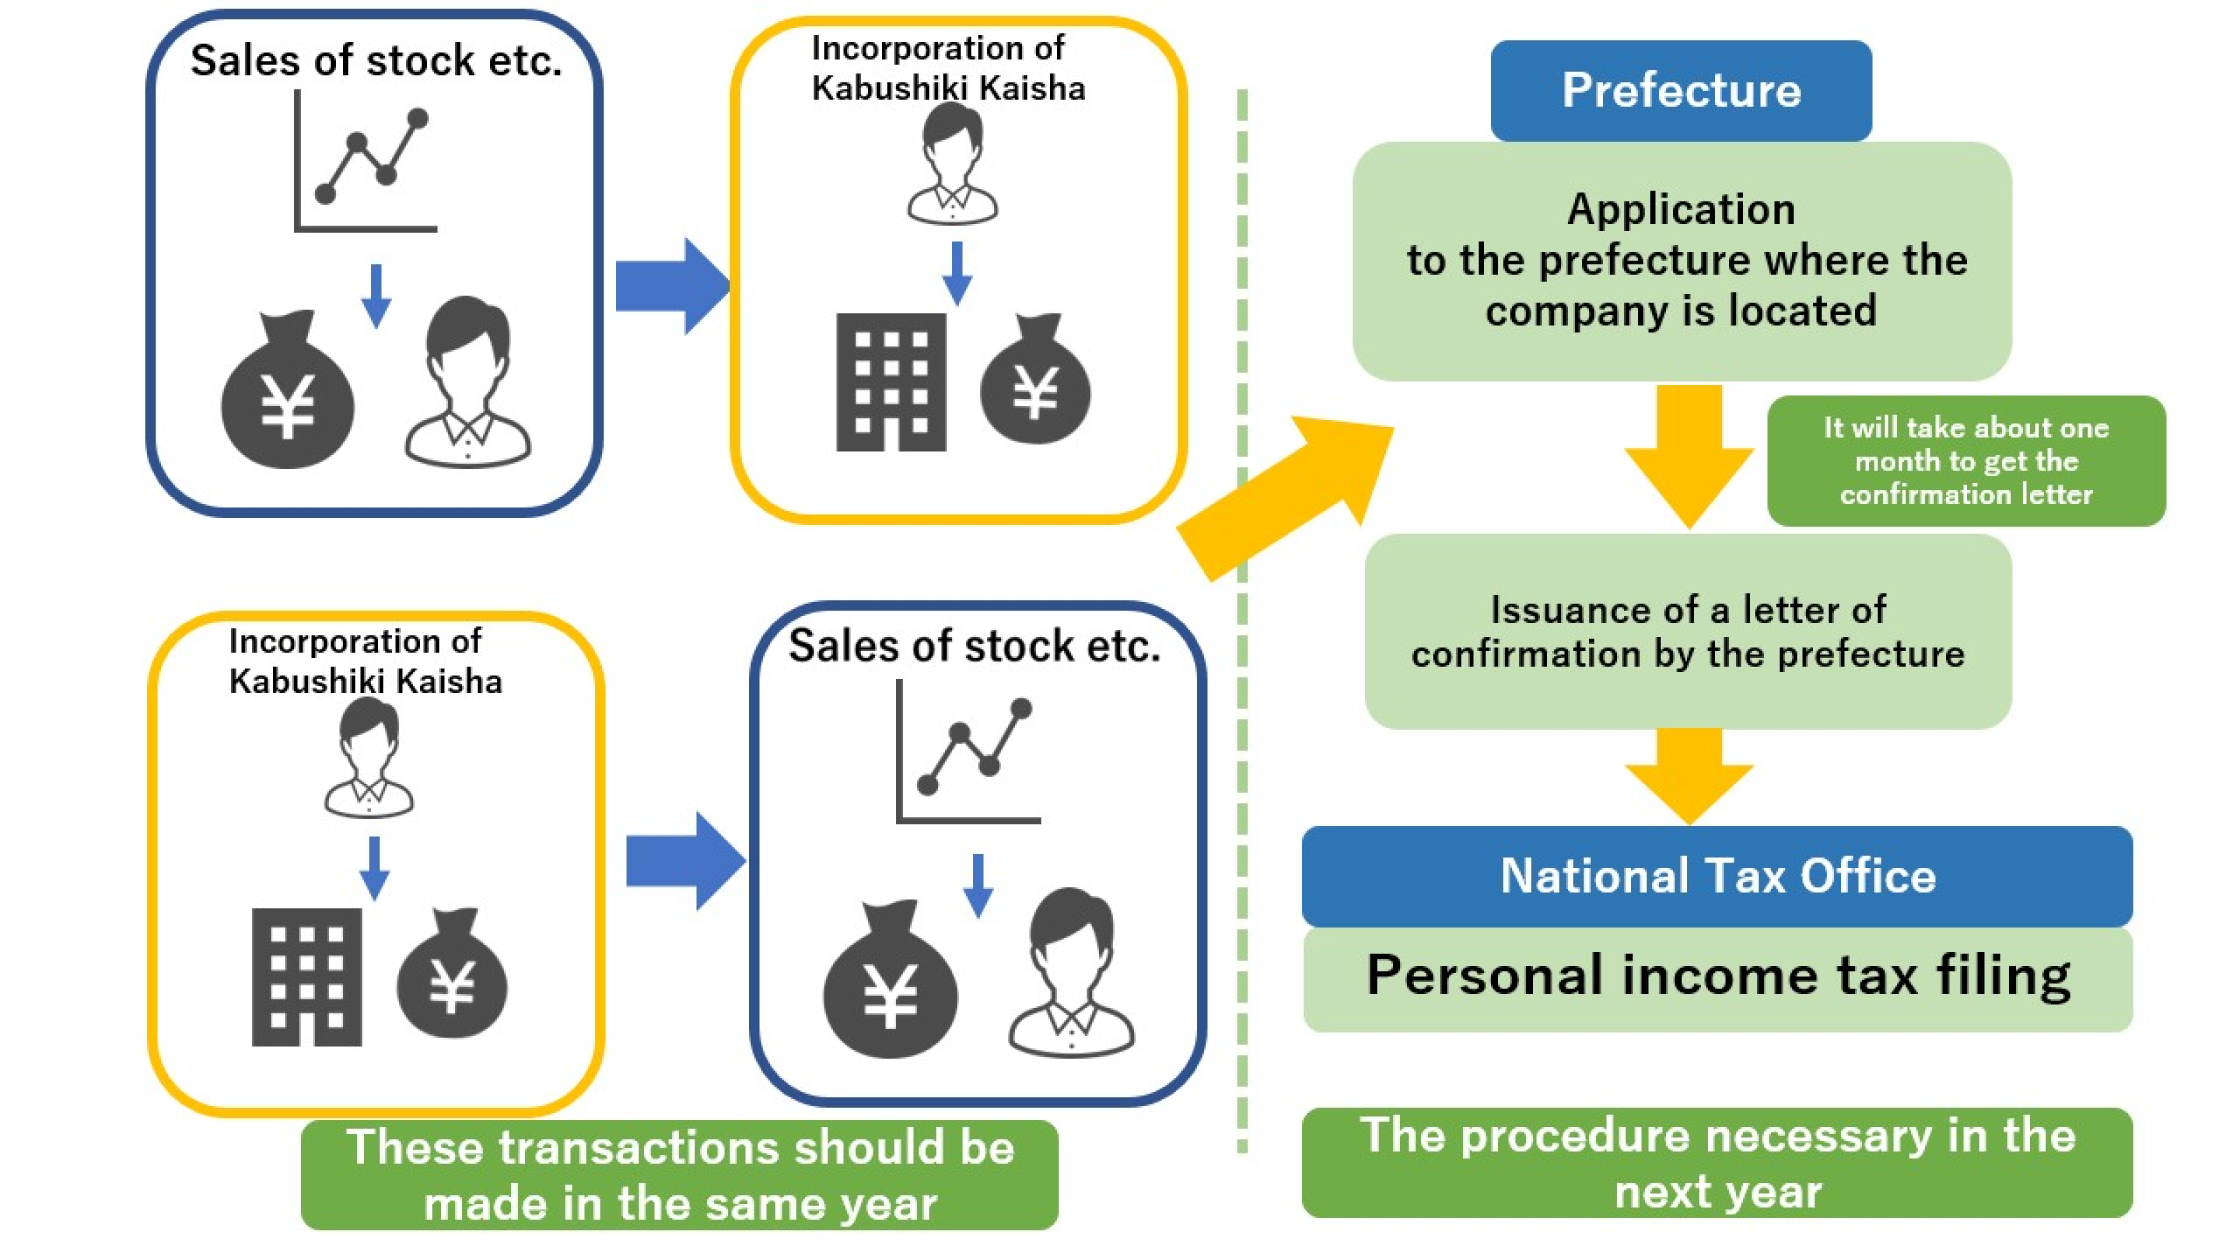 Sales of stock etc.
Incorporation of
Kabushiki Kaisha
¥
¥
Incorporation of
Kabushiki Kaisha
Sales of stock etc.
¥
¥
These transactions should be
made in the same year
Prefecture
Application
to the prefecture where the
company is located
It will take about one
month to get the
confirmation letter
Issuance of a letter of
confirmation by the prefecture
National Tax Office
Personal income tax filing
The procedure necessary in the
next year